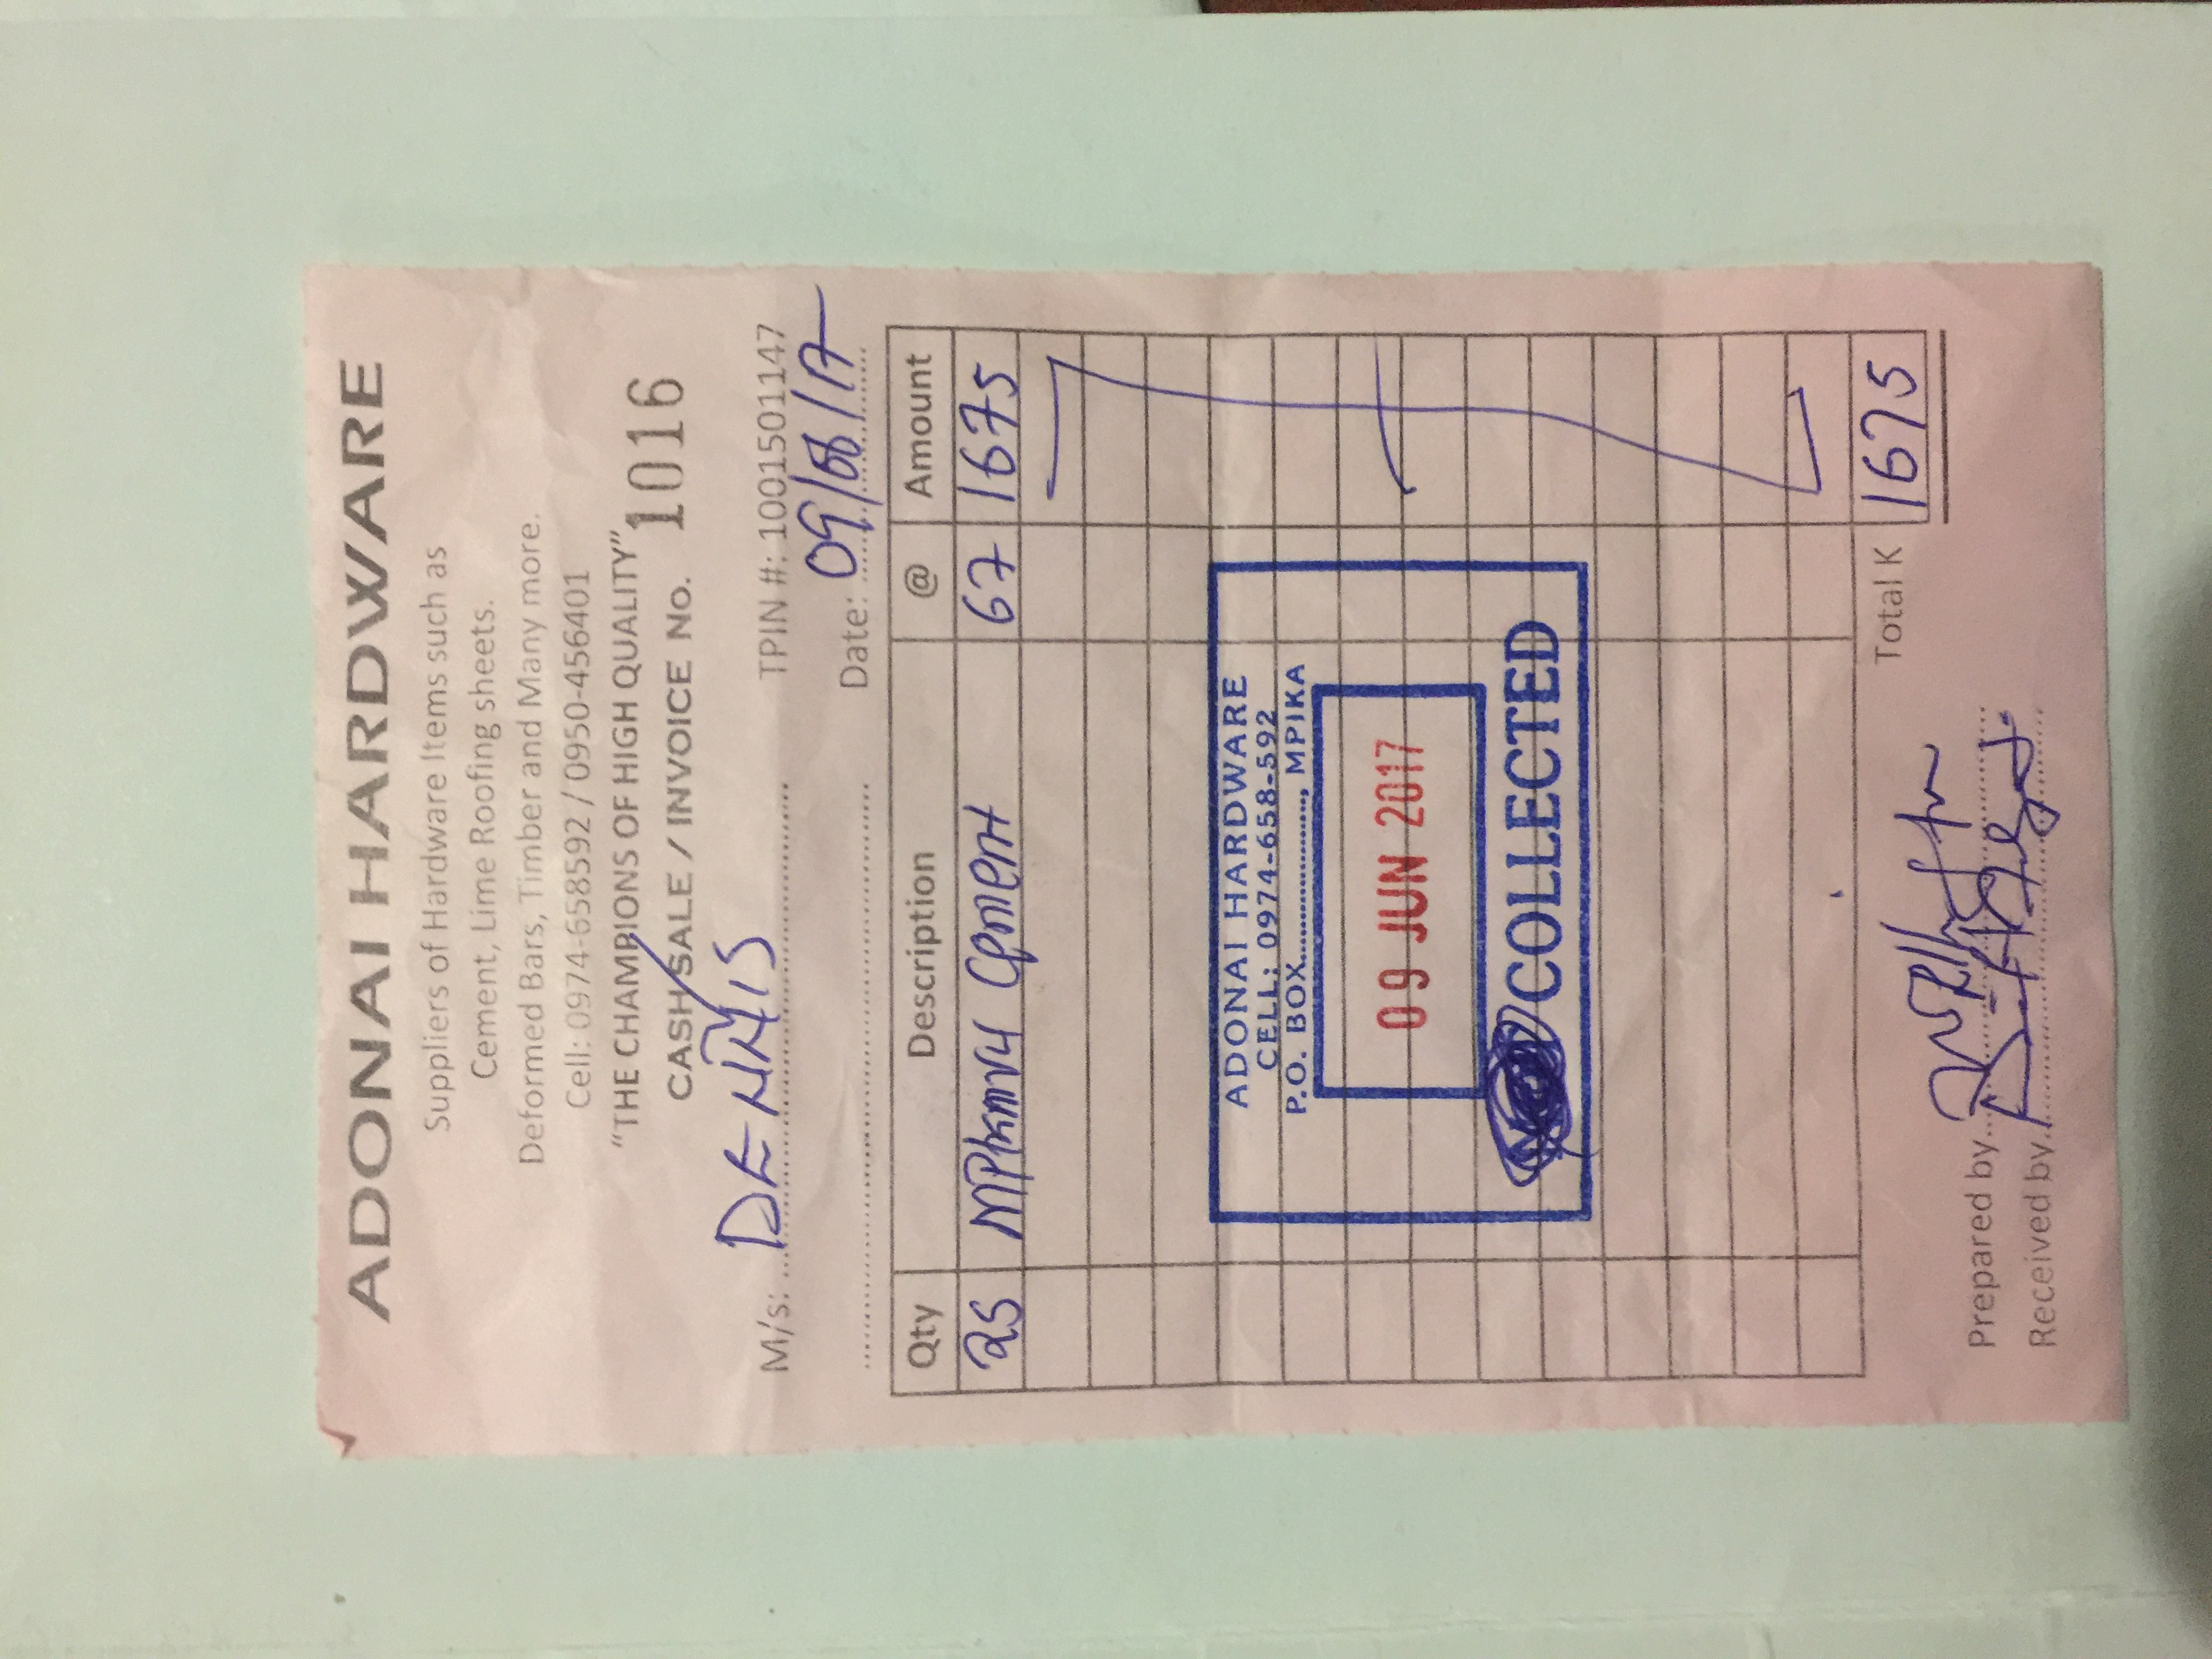 ADONAI HARDWARE
Suppliers of Hardware Items such as
Cement, Lime Roofing sheets.
Deformed Bars, Timber and Many more.
Cell: 0974-658592 / 0950-456401
"THE CHAMPIONS OF HIGH QUALITY"
CASH SALE / INVOICE No. 1016
TPIN #: 1001501147
M/s: DENNIS Date: 09/06/17
Qty Description @ Amount
25 Cement 67 1675
ADONAI HARDWARE
CELL: 0974-658-592
P.O. BOX............, MPIKA
09 JUN 2017
COLLECTED
Total K 1675
Prepared by
Received by